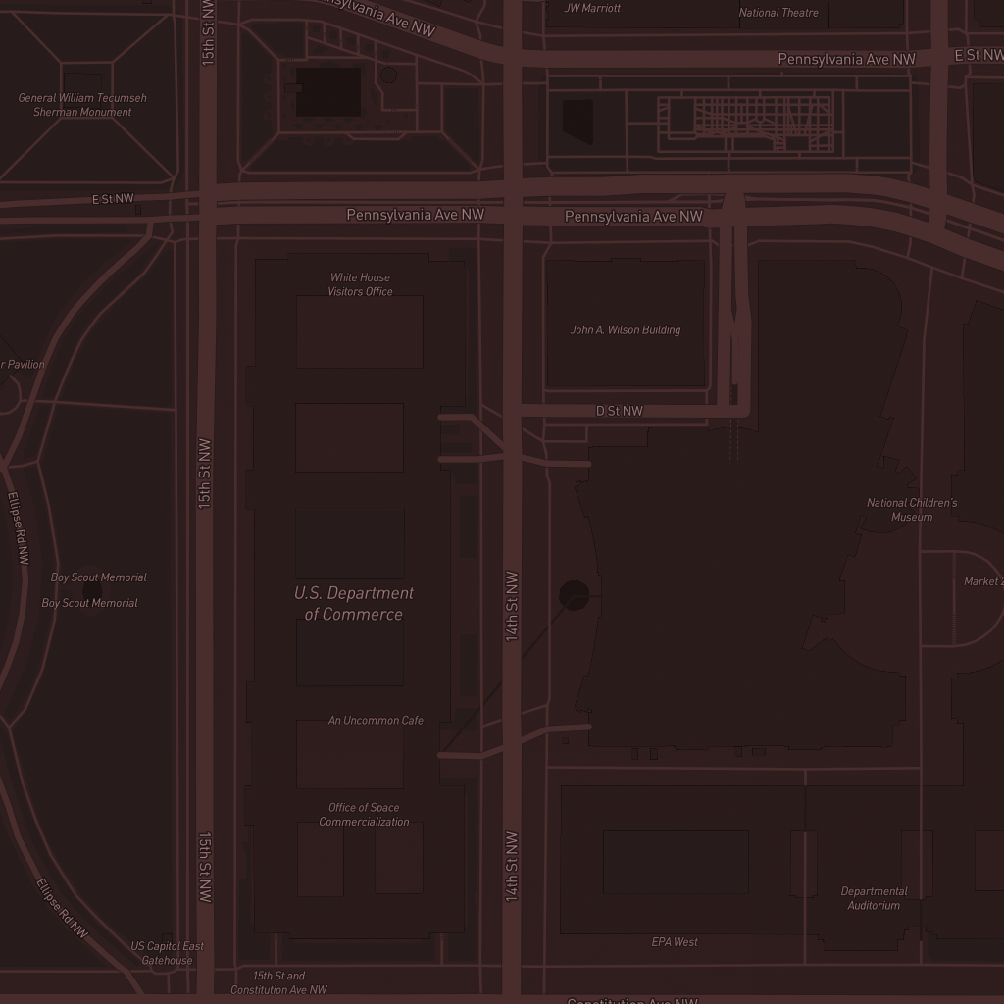 JW Marriott
National Theatre
Pennsylvania Ave NW
15th St NW
nsylvania Ave NW
E St NW
General William Tecumseh
Sherman Monument
E St NW
Pennsylvania Ave NW
Pennsylvania Ave NW
White House
Visitors Office
John A. Wilson Building
r Pavilion
D St NW
15th St NW
Ellipse Rd NW
National Children's
Museum
Boy Scout Memorial
Boy Scout Memorial
U.S. Department
of Commerce
14th St NW
Market
An Uncommon Cafe
Office of Space
Commercialization
15th St NW
14th St NW
Departmental
Auditorium
Ellipse Rd NW
EPA West
US Capitol East
Gatehouse
15th St and
Constitution Ave NW
Constitution Ave NW